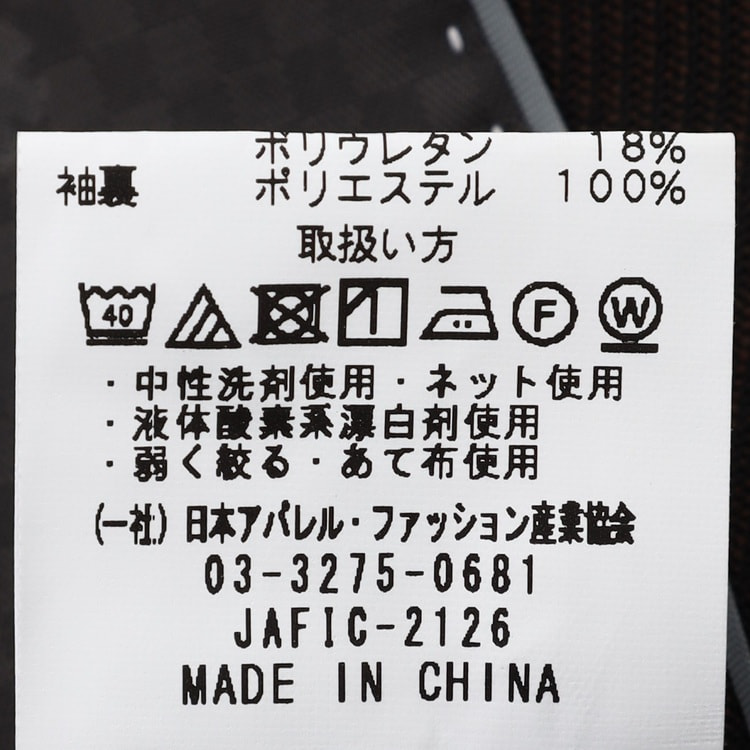 ポリウレタン 18%
袖裏 ポリエステル 100%
取扱い方
40 F W
・中性洗剤使用・ネット使用
・液体酸素系漂白剤使用
・弱く絞る・あて布使用
(一社)日本アパレル・ファッション産業協会
03-3275-0681
JAFIC-2126
MADE IN CHINA